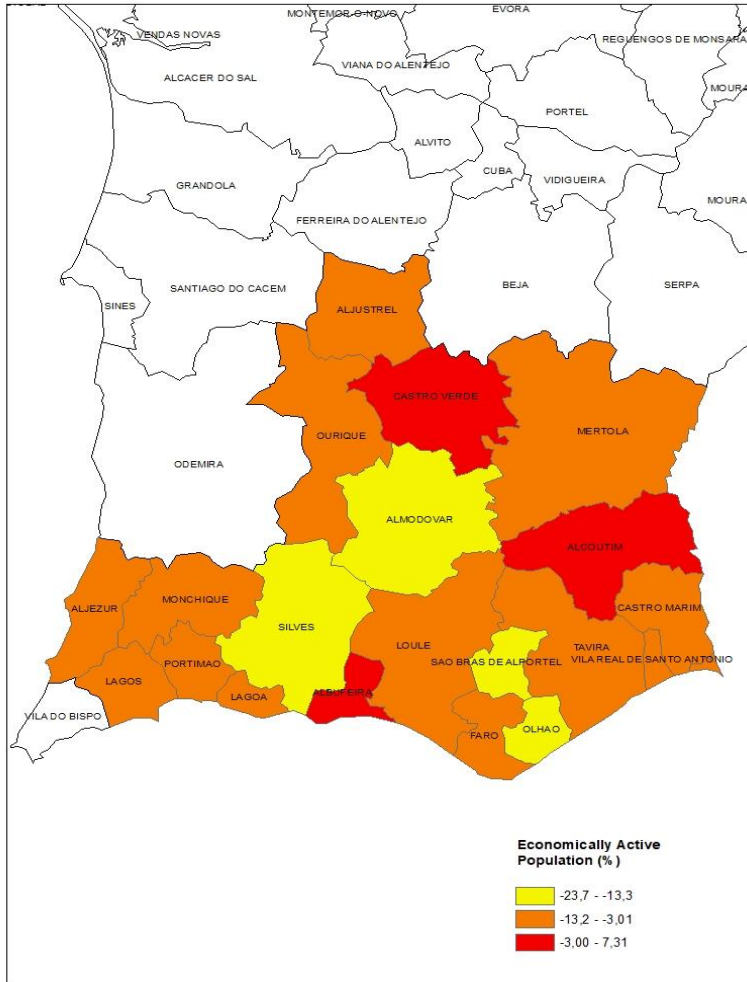 EVORA
MONTEMOR-O-NOVO
VENDAS NOVAS
REGUENGOS DE MONSARA
VIANA DO ALENTEJO
ALCACER DO SAL
MOURA
PORTEL
ALVITO
CUBA
VIDIGUEIRA
GRANDOLA
MOURA
FERREIRA DO ALENTEJO
SANTIAGO DO CACEM
BEJA
SERPA
SINES
ALJUSTREL
CASTRO VERDE
MERTOLA
OURIQUE
ODEMIRA
ALMODOVAR
ALCOUTIM
MONCHIQUE
ALJEZUR
CASTRO MARIM
SILVES
LOULE
TAVIRA
SAO BRAS DE ALPORTEL
VILA REAL DE SANTO ANTONIO
PORTIMAO
LAGOS
LAGOA
ALBUFEIRA
VILA DO BISPO
OLHAO
FARO
Economically Active
Population (%)
-23,7 - -13,3
-13,2 - -3,01
-3,00 - 7,31